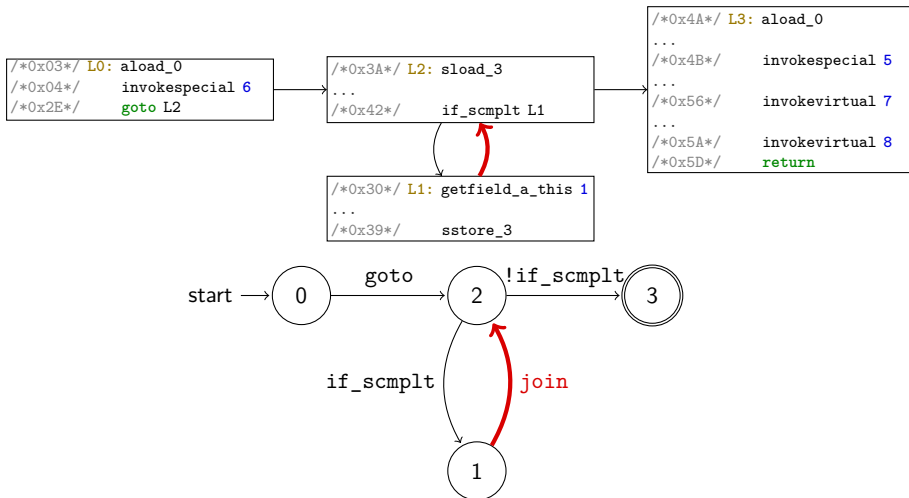 /*0x03*/ L0: aload_0
/*0x04*/ invokespecial 6
/*0x2E*/ goto L2
/*0x3A*/ L2: sload_3
...
/*0x42*/ if_scmplt L1
/*0x30*/ L1: getfield_a_this 1
...
/*0x39*/ sstore_3
/*0x4A*/ L3: aload_0
...
/*0x4B*/ invokespecial 5
...
/*0x56*/ invokevirtual 7
...
/*0x5A*/ invokevirtual 8
/*0x5D*/ return
goto
!if_scmplt
start
0
2
3
if_scmplt
join
1